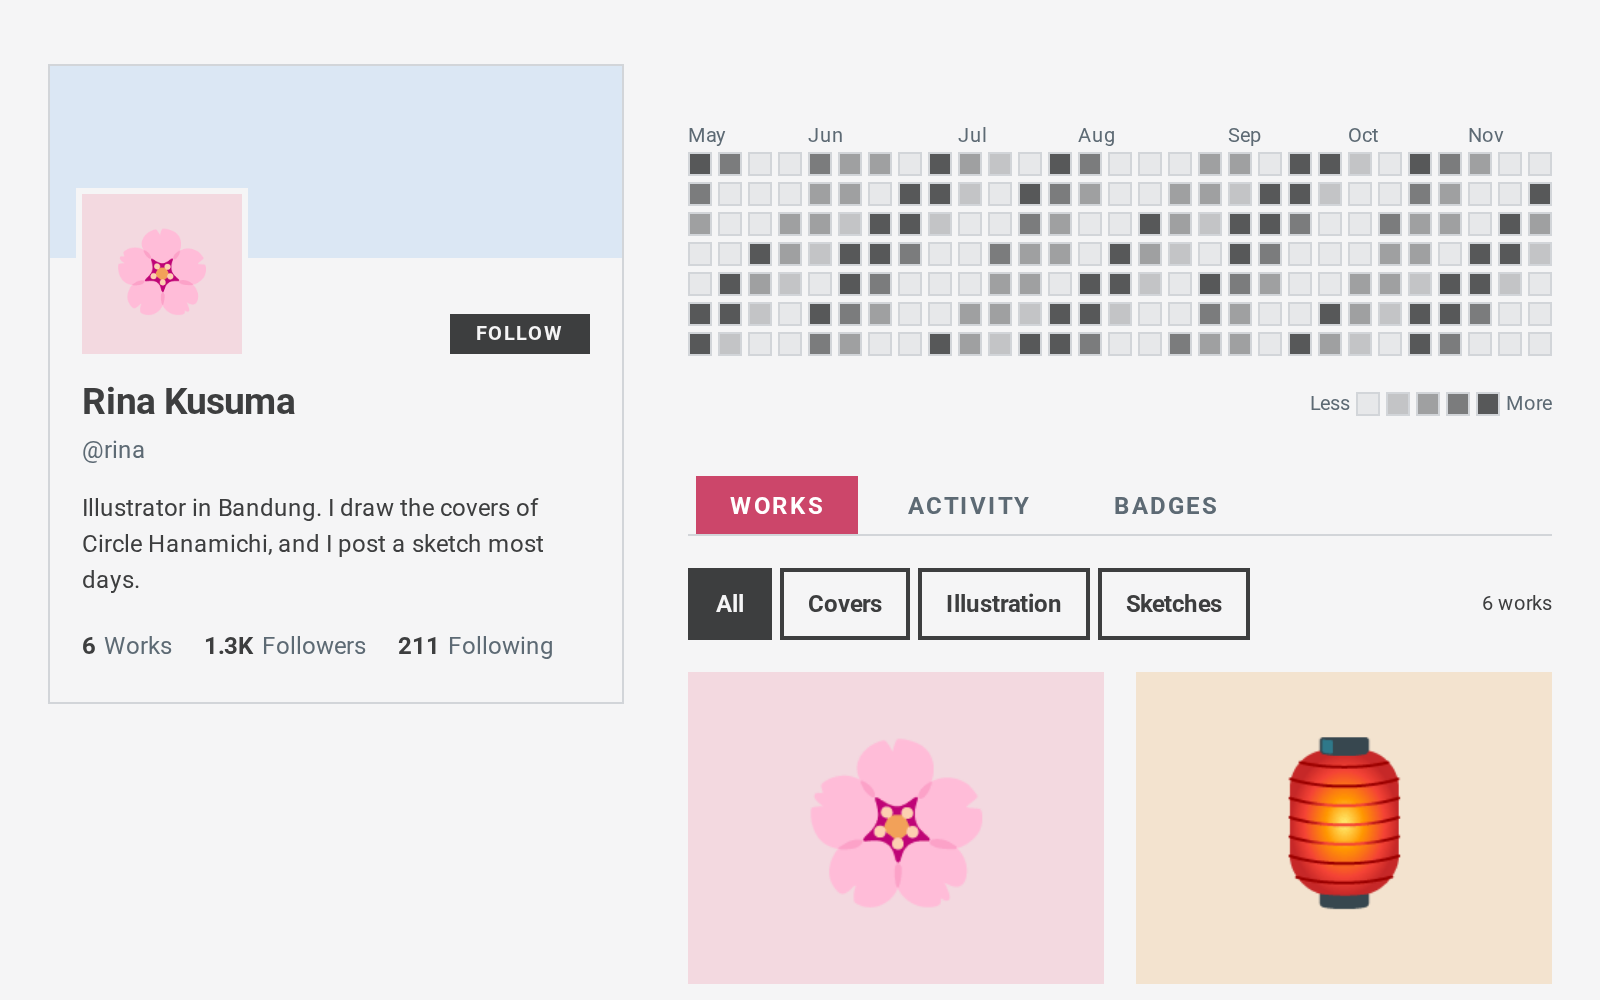 FOLLOW
Rina Kusuma
@rina
Illustrator in Bandung. I draw the covers of
Circle Hanamichi, and I post a sketch most
days.
6 Works 1.3K Followers 211 Following
May Jun Jul Aug Sep Oct Nov
Less More
WORKS ACTIVITY BADGES
All Covers Illustration Sketches 6 works